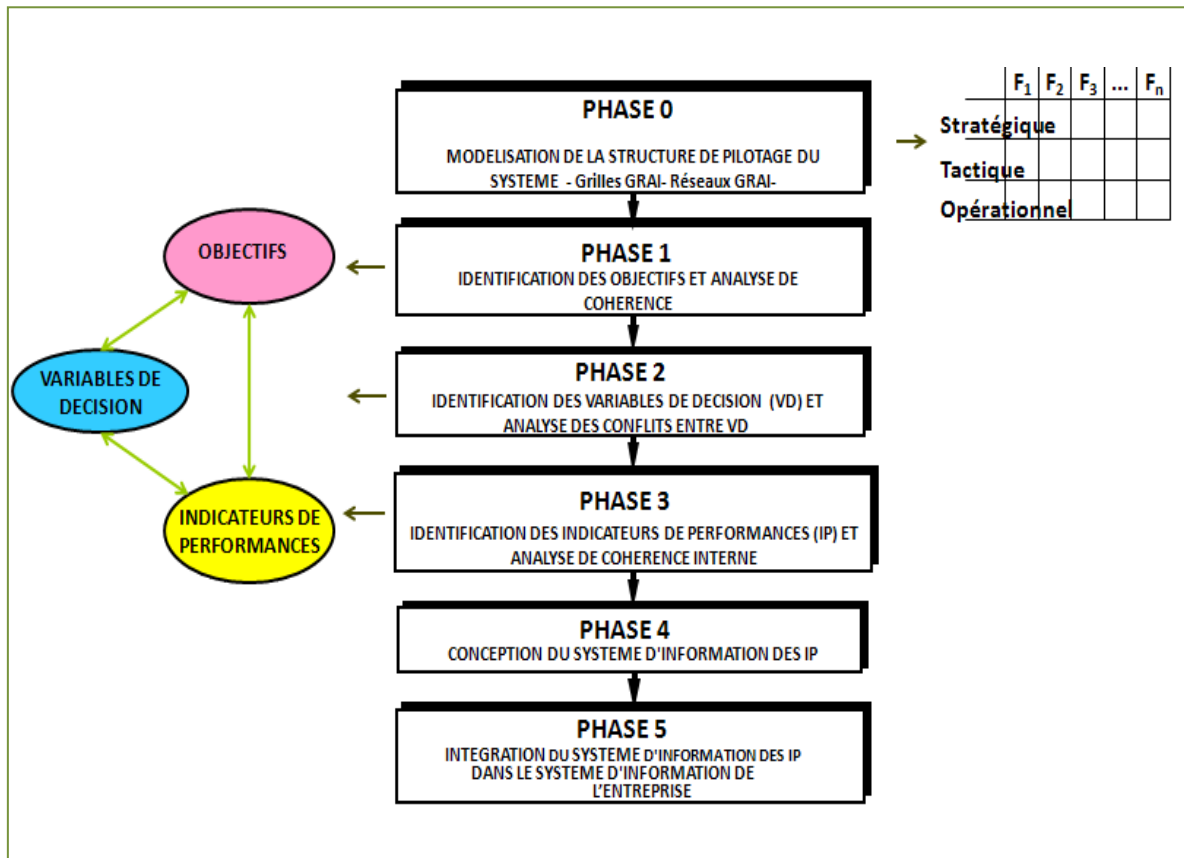 PHASE 0
MODELISATION DE LA STRUCTURE DE PILOTAGE DU
SYSTEME - Grilles GRAI- Réseaux GRAI-
F1 F2 F3 ... Fn
Stratégique
Tactique
Opérationnel
PHASE 1
IDENTIFICATION DES OBJECTIFS ET ANALYSE DE
COHERENCE
OBJECTIFS
PHASE 2
IDENTIFICATION DES VARIABLES DE DECISION (VD) ET
ANALYSE DES CONFLITS ENTRE VD
VARIABLES DE
DECISION
PHASE 3
IDENTIFICATION DES INDICATEURS DE PERFORMANCES (IP) ET
ANALYSE DE COHERENCE INTERNE
INDICATEURS DE
PERFORMANCES
PHASE 4
CONCEPTION DU SYSTEME D'INFORMATION DES IP
PHASE 5
INTEGRATION DU SYSTEME D'INFORMATION DES IP
DANS LE SYSTEME D'INFORMATION DE
L'ENTREPRISE